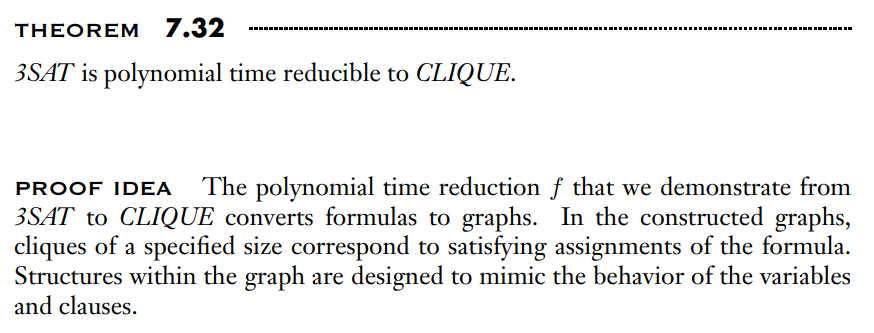 THEOREM 7.32
3SAT is polynomial time reducible to CLIQUE.
PROOF IDEA The polynomial time reduction f that we demonstrate from
3SAT to CLIQUE converts formulas to graphs. In the constructed graphs,
cliques of a specified size correspond to satisfying assignments of the formula.
Structures within the graph are designed to mimic the behavior of the variables
and clauses.